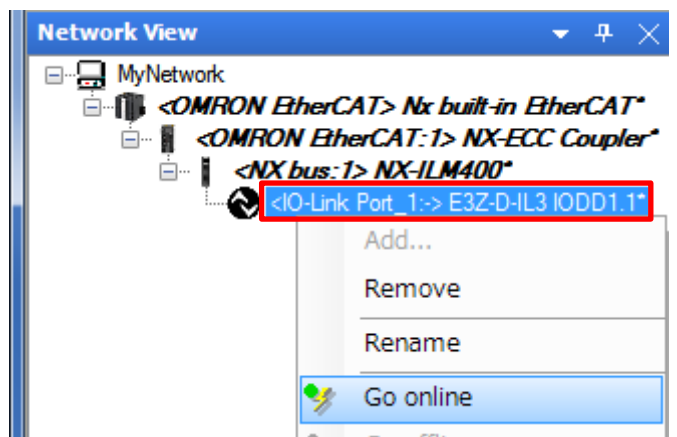 Network View
MyNetwork
<OMRON EtherCAT> Nx built-in EtherCAT*
<OMRON EtherCAT:1> NX-ECC Coupler*
<NX bus:1> NX-ILM400*
<IO-Link Port_1:-> E3Z-D-IL3 IODD1.1*
Add...
Remove
Rename
Go online